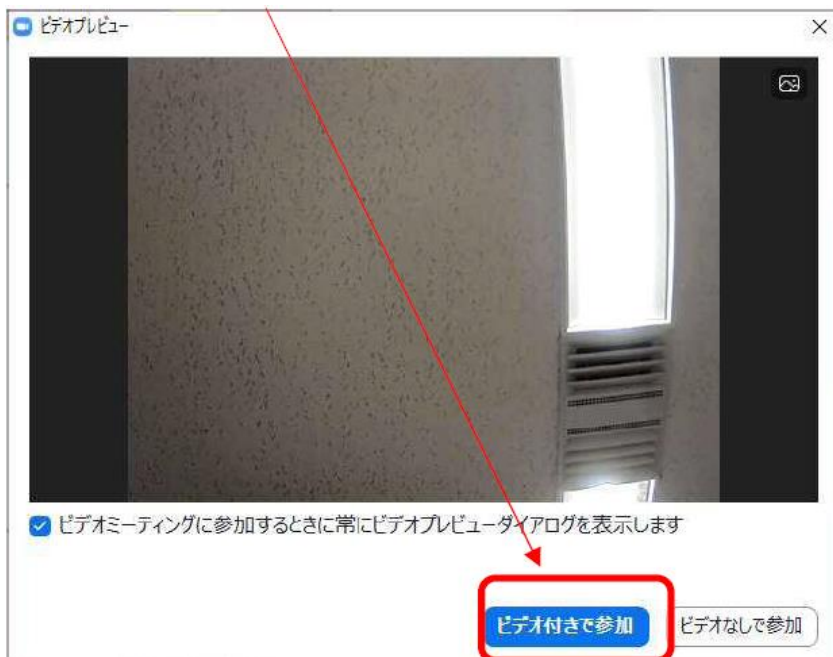 ビデオプレビュー
ビデオミーティングに参加するときに常にビデオプレビューダイアログを表示します
ビデオ付きで参加
ビデオなしで参加